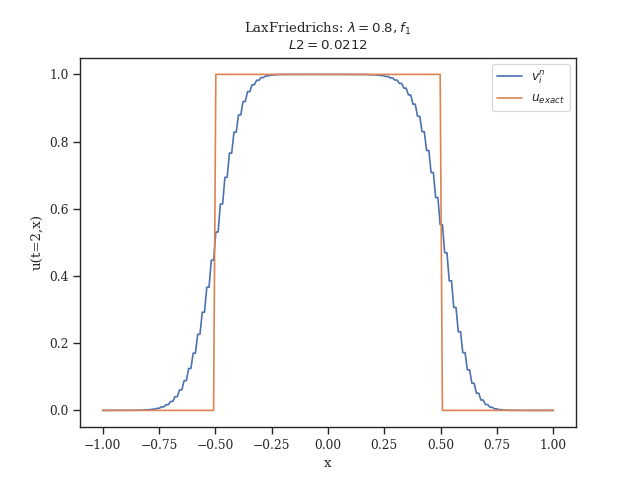 LaxFriedrichs: λ = 0.8, f₁
L2 = 0.0212
vᵢⁿ
u_exact
u(t=2,x)
1.0
0.8
0.6
0.4
0.2
0.0
−1.00 −0.75 −0.50 −0.25 0.00 0.25 0.50 0.75 1.00
x